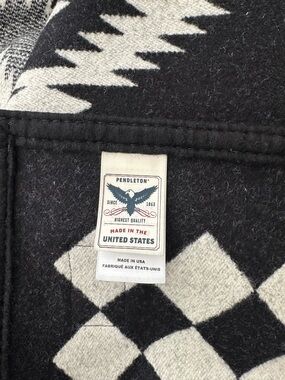 PENDLETON®
SINCE 1863
HIGHEST QUALITY
MADE IN THE
UNITED STATES
MADE IN USA
FABRIQUÉ AUX ÉTATS-UNIS